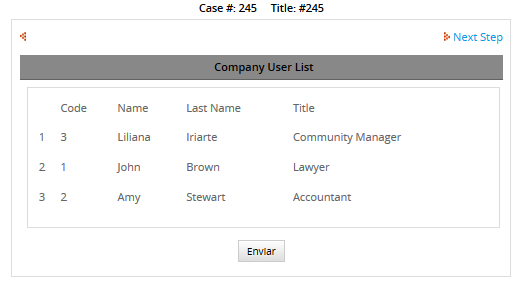 Case #: 245 Title: #245
Next Step
Company User List
Code Name Last Name Title
1 3 Liliana Iriarte Community Manager
2 1 John Brown Lawyer
3 2 Amy Stewart Accountant
Enviar